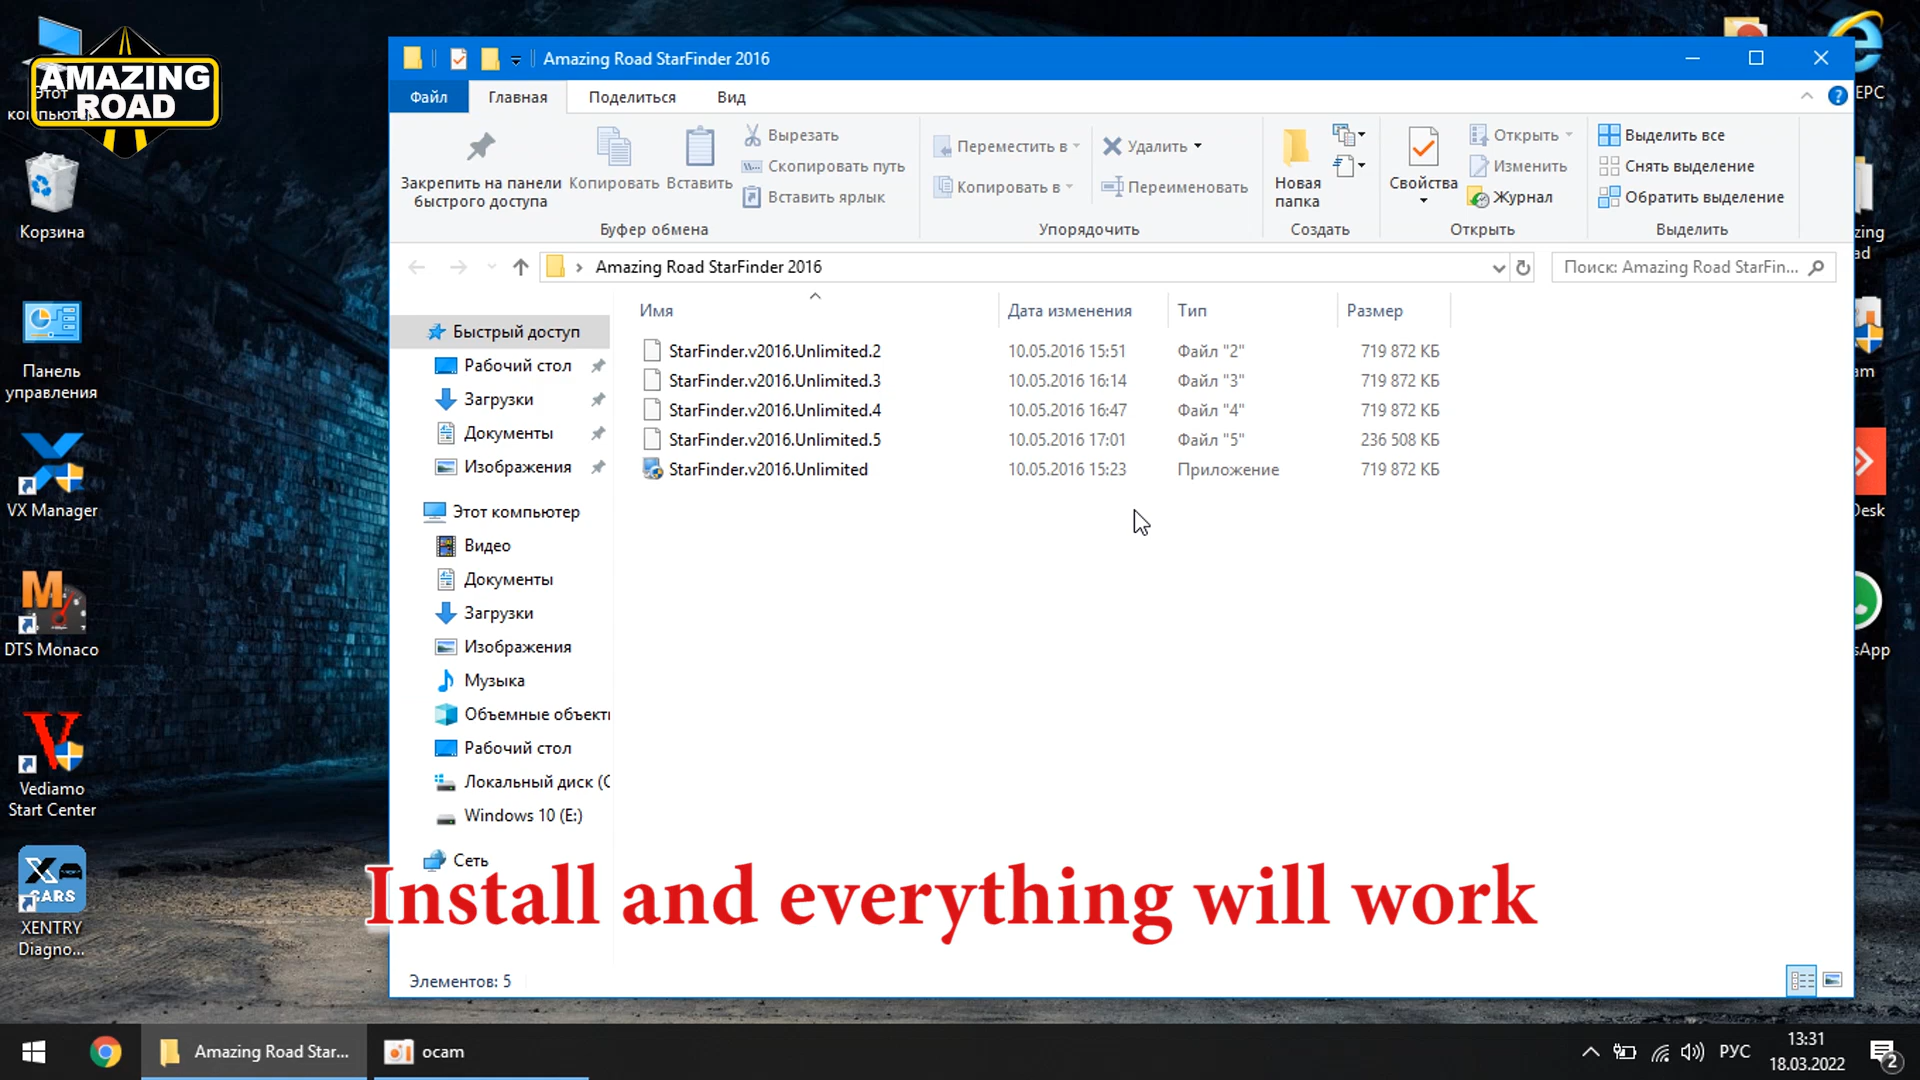 AMAZING
ROAD
Корзина
Панель
управления
VX Manager
DTS Monaco
Vediamo
Start Center
XENTRY
Diagno...
Amazing Road StarFinder 2016
Файл
Главная
Поделиться
Вид
Закрепить на панели
быстрого доступа
Копировать
Вставить
Вырезать
Скопировать путь
Вставить ярлык
Буфер обмена
Переместить в
Копировать в
Удалить
Переименовать
Упорядочить
Новая
папка
Создать
Свойства
Открыть
Изменить
Журнал
Открыть
Выделить все
Снять выделение
Обратить выделение
Выделить
Amazing Road StarFinder 2016
Поиск: Amazing Road StarFin...
Имя
Дата изменения
Тип
Размер
StarFinder.v2016.Unlimited.2 10.05.2016 15:51 Файл "2" 719 872 КБ
StarFinder.v2016.Unlimited.3 10.05.2016 16:14 Файл "3" 719 872 КБ
StarFinder.v2016.Unlimited.4 10.05.2016 16:47 Файл "4" 719 872 КБ
StarFinder.v2016.Unlimited.5 10.05.2016 17:01 Файл "5" 236 508 КБ
StarFinder.v2016.Unlimited 10.05.2016 15:23 Приложение 719 872 КБ
Быстрый доступ
Рабочий стол
Загрузки
Документы
Изображения
Этот компьютер
Видео
Документы
Загрузки
Изображения
Музыка
Объемные объект
Рабочий стол
Локальный диск (C
Windows 10 (E:)
Сеть
Install and everything will work
Элементов: 5
Amazing Road Star...
ocam
РУС
13:31
18.03.2022
2